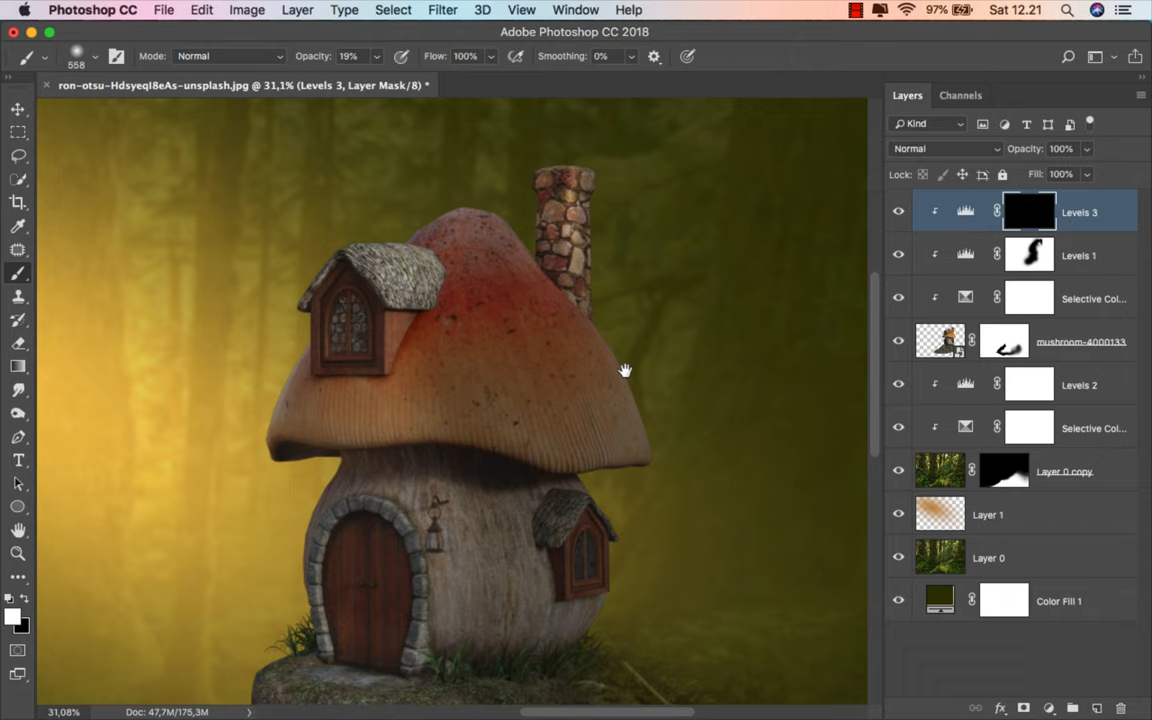 Photoshop CC File Edit Image Layer Type Select Filter 3D View Window Help 97% Sat 12.21
Adobe Photoshop CC 2018
558 Mode: Normal Opacity: 19% Flow: 100% Smoothing: 0%
ron-otsu-HdsyeqI8eAs-unsplash.jpg @ 31,1% (Levels 3, Layer Mask/8) *
Layers Channels
Kind
Normal Opacity: 100%
Lock: Fill: 100%
Levels 3
Levels 1
Selective Col...
mushroom-4000133
Levels 2
Selective Col...
Layer 0 copy
Layer 1
Layer 0
Color Fill 1
31,08% Doc: 47,7M/175,3M